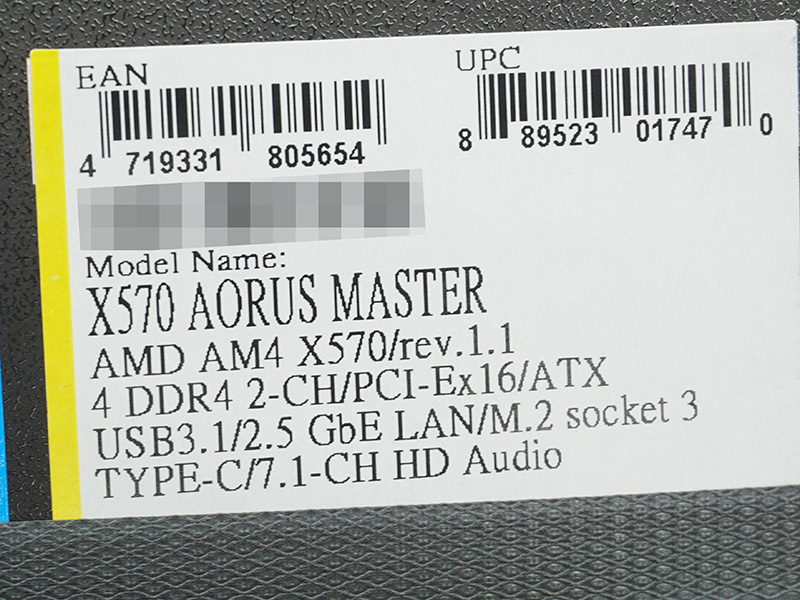 EAN
4 719331 805654
UPC
8 89523 01747 0
Model Name:
X570 AORUS MASTER
AMD AM4 X570/rev.1.1
4 DDR4 2-CH/PCI-Ex16/ATX
USB3.1/2.5 GbE LAN/M.2 socket 3
TYPE-C/7.1-CH HD Audio